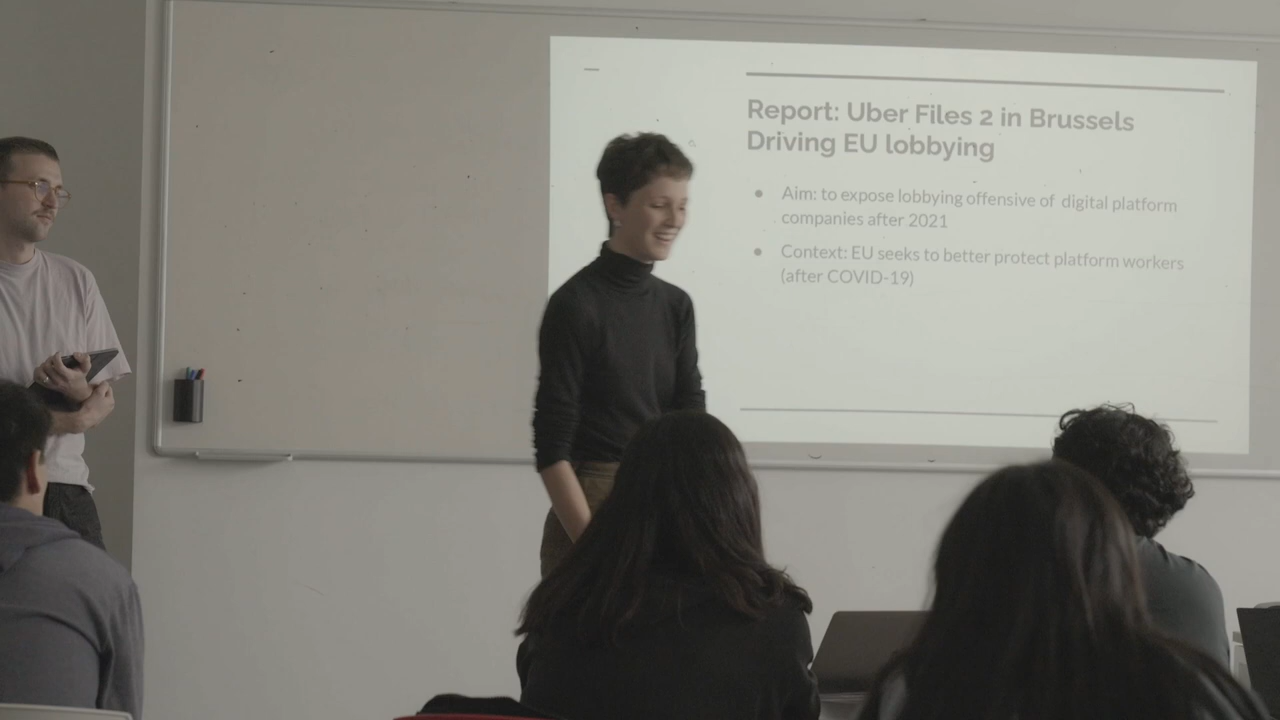 Report: Uber Files 2 in Brussels
Driving EU lobbying
● Aim: to expose lobbying offensive of digital platform
companies after 2021
● Context: EU seeks to better protect platform workers
(after COVID-19)